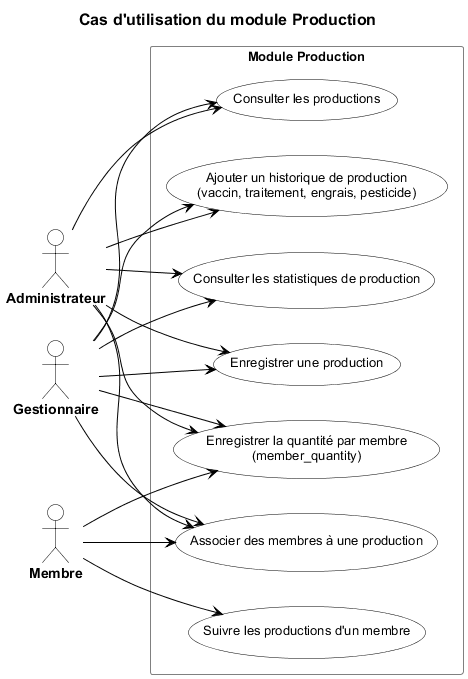 Cas d'utilisation du module Production
Module Production
Consulter les productions
Ajouter un historique de production
(vaccin, traitement, engrais, pesticide)
Consulter les statistiques de production
Administrateur
Enregistrer une production
Gestionnaire
Enregistrer la quantité par membre
(member_quantity)
Associer des membres à une production
Membre
Suivre les productions d'un membre